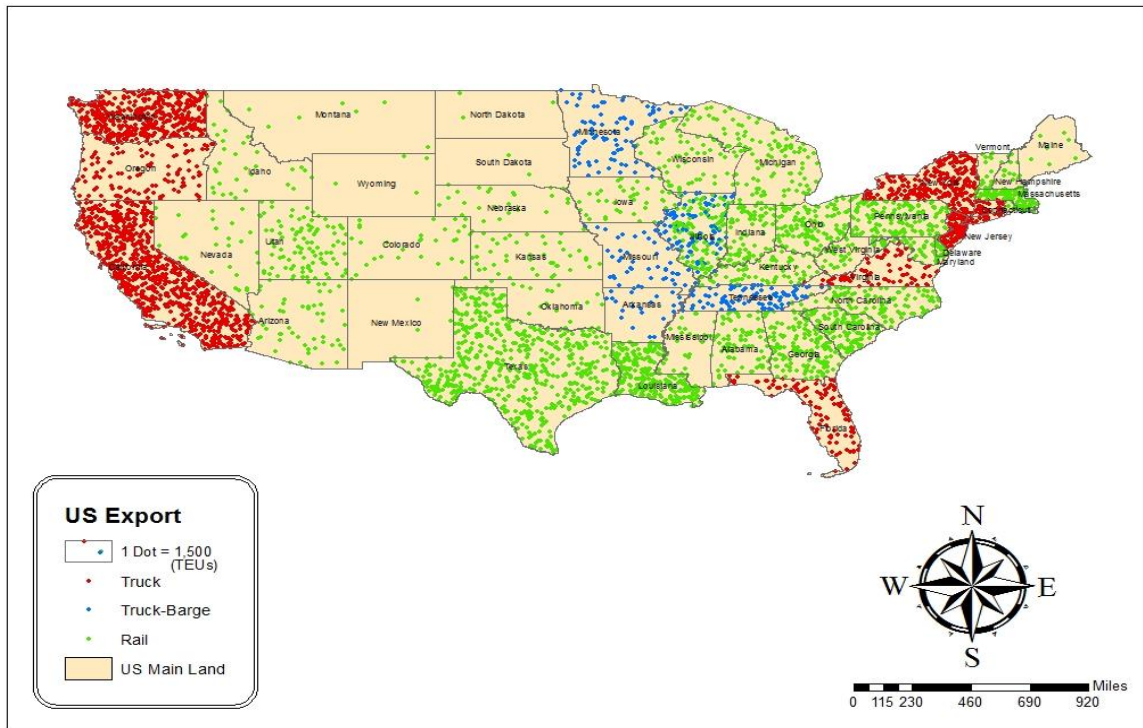 Montana
North Dakota
Minnesota
Maine
Vermont
Oregon
Idaho
South Dakota
Wisconsin
Michigan
New Hampshire
Massachusetts
Wyoming
Nebraska
Iowa
Pennsylvania
Nevada
Utah
Colorado
Indiana
Ohio
New Jersey
Kansas
Missouri
West Virginia
Delaware
Maryland
Kentucky
Virginia
Arizona
New Mexico
Oklahoma
Arkansas
Tennessee
North Carolina
South Carolina
Mississippi
Alabama
Georgia
Texas
Louisiana
Florida
US Export
1 Dot = 1,500
(TEUs)
Truck
Truck-Barge
Rail
US Main Land
N
W
E
S
Miles
0 115 230 460 690 920